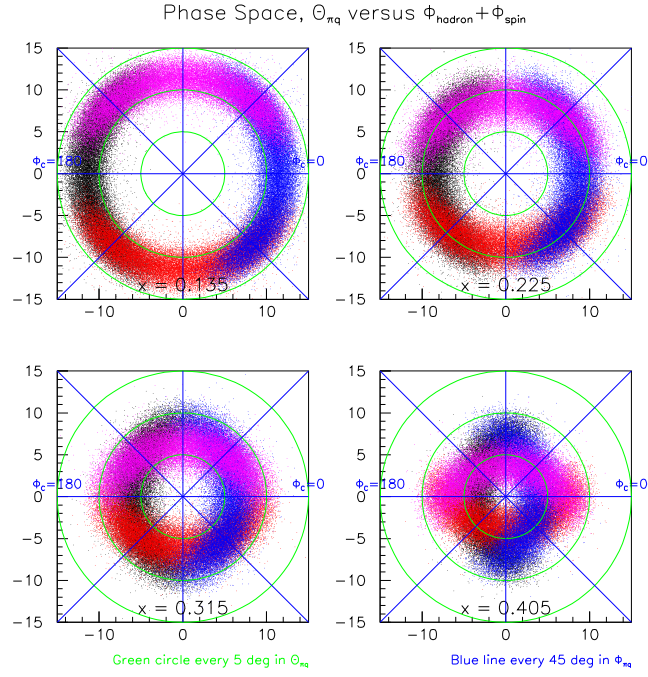 Phase Space, Θπq versus Φhadron+Φspin
15
10
5
0
−5
−10
−15
−10 0 10
Φc=180
Φc=0
x = 0.135
15
10
5
0
−5
−10
−15
−10 0 10
Φc=180
Φc=0
x = 0.225
15
10
5
0
−5
−10
−15
−10 0 10
Φc=180
Φc=0
x = 0.315
15
10
5
0
−5
−10
−15
−10 0 10
Φc=180
Φc=0
x = 0.405
Green circle every 5 deg in Θπq
Blue line every 45 deg in Φπq